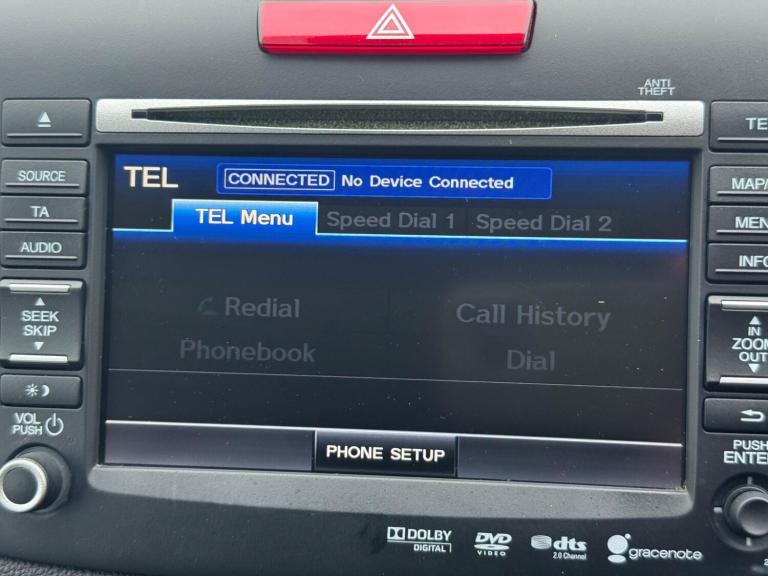 ANTI
THEFT
TEL CONNECTED No Device Connected
TEL Menu Speed Dial 1 Speed Dial 2
Redial Call History
Phonebook Dial
PHONE SETUP
SOURCE
TA
AUDIO
SEEK
SKIP
VOL
PUSH
MAP/
IN
ZOOM
OUT
PUSH
ENTER
DOLBY
DIGITAL
DVD
VIDEO
dts
2.0 Channel
gracenote